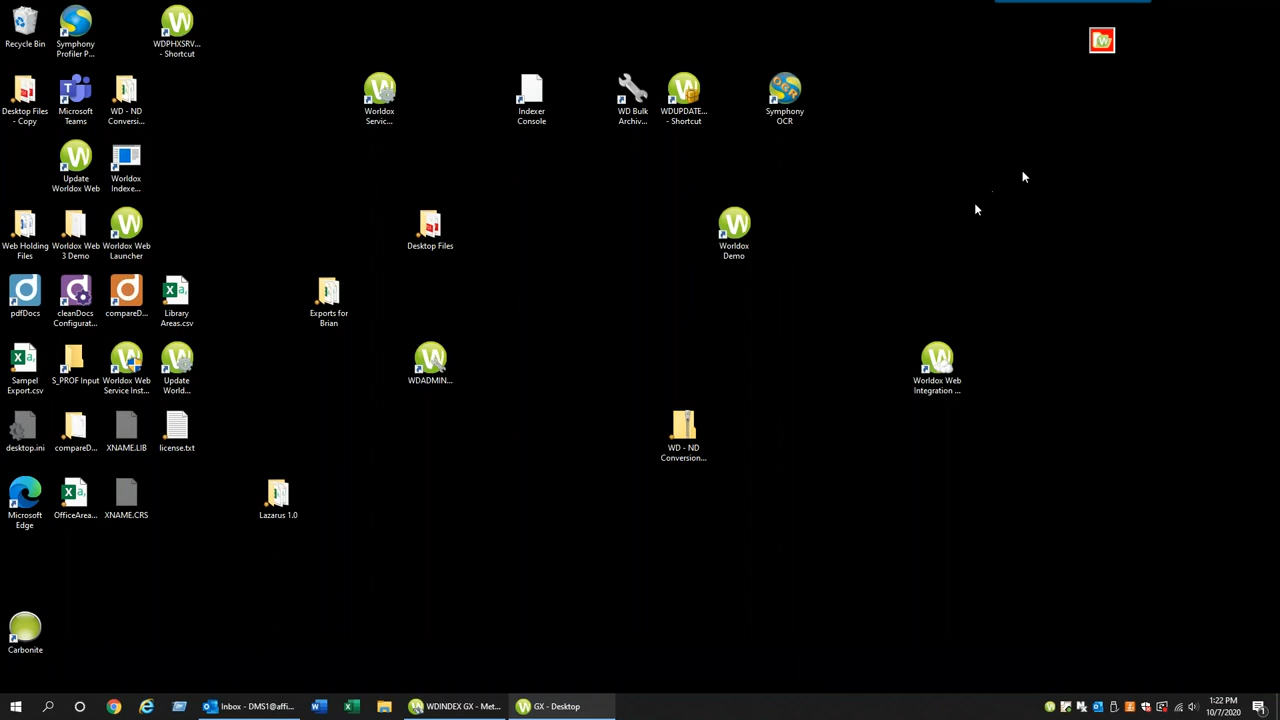 Recycle Bin
Symphony
Profiler P...
WDPHXSRV...
- Shortcut
Desktop Files
- Copy
Microsoft
Teams
WD - ND
Conversi...
Worldox
Servic...
Indexer
Console
WD Bulk
Archiv...
WDUPDATE...
- Shortcut
OCR
Symphony
OCR
Update
Worldox Web
Worldox
Indexe...
Web Holding
Files
Worldox Web
3 Demo
Worldox Web
Launcher
Desktop Files
Worldox
Demo
pdfDocs
cleanDocs
Configurat...
compareD...
Library
Areas.csv
Exports for
Brian
Sampel
Export.csv
S_PROF Input
Worldox Web
Service Inst...
Update
World...
WDADMIN...
Worldox Web
Integration ...
desktop.ini
compareD...
XNAME.LIB
license.txt
WD - ND
Conversion...
Microsoft
Edge
OfficeArea...
XNAME.CRS
Lazarus 1.0
Carbonite
Inbox - DMS1@affi...
WDINDEX GX - Met...
GX - Desktop
1:22 PM
10/7/2020